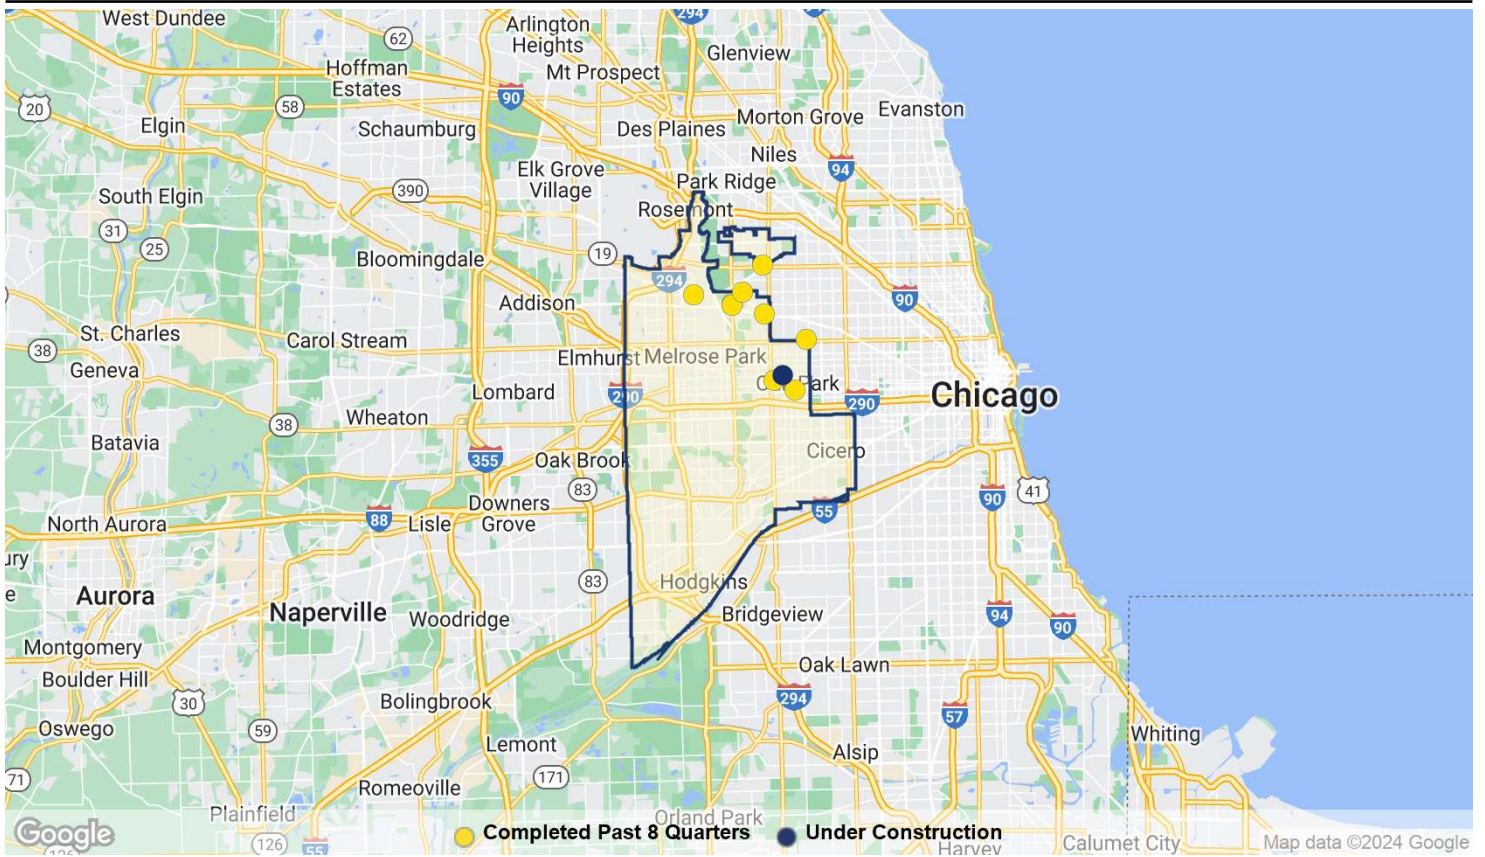 West Dundee
Arlington
Heights
294
Glenview
62
Hoffman
Estates
Mt Prospect
90
20
58
Morton Grove
Evanston
Elgin
Schaumburg
Des Plaines
Niles
94
Elk Grove
Village
Park Ridge
South Elgin
390
Rosemont
31
25
19
Bloomingdale
294
Addison
90
St. Charles
Carol Stream
38
Elmhurst
Melrose Park
Geneva
Park
Lombard
290
290
Chicago
Wheaton
38
Batavia
Cicero
355
Oak Brook
83
90
41
Downers
Grove
North Aurora
88
Lisle
55
ury
e
Aurora
83
Hodgkins
Naperville
Woodridge
Bridgeview
94
90
Montgomery
Oak Lawn
Boulder Hill
30
Bolingbrook
294
57
Oswego
59
Whiting
Lemont
Alsip
71
171
Romeoville
Plainfield
Orland Park
Google
Completed Past 8 Quarters
Under Construction
126
55
Harvey
Calumet City
Map data ©2024 Google
126